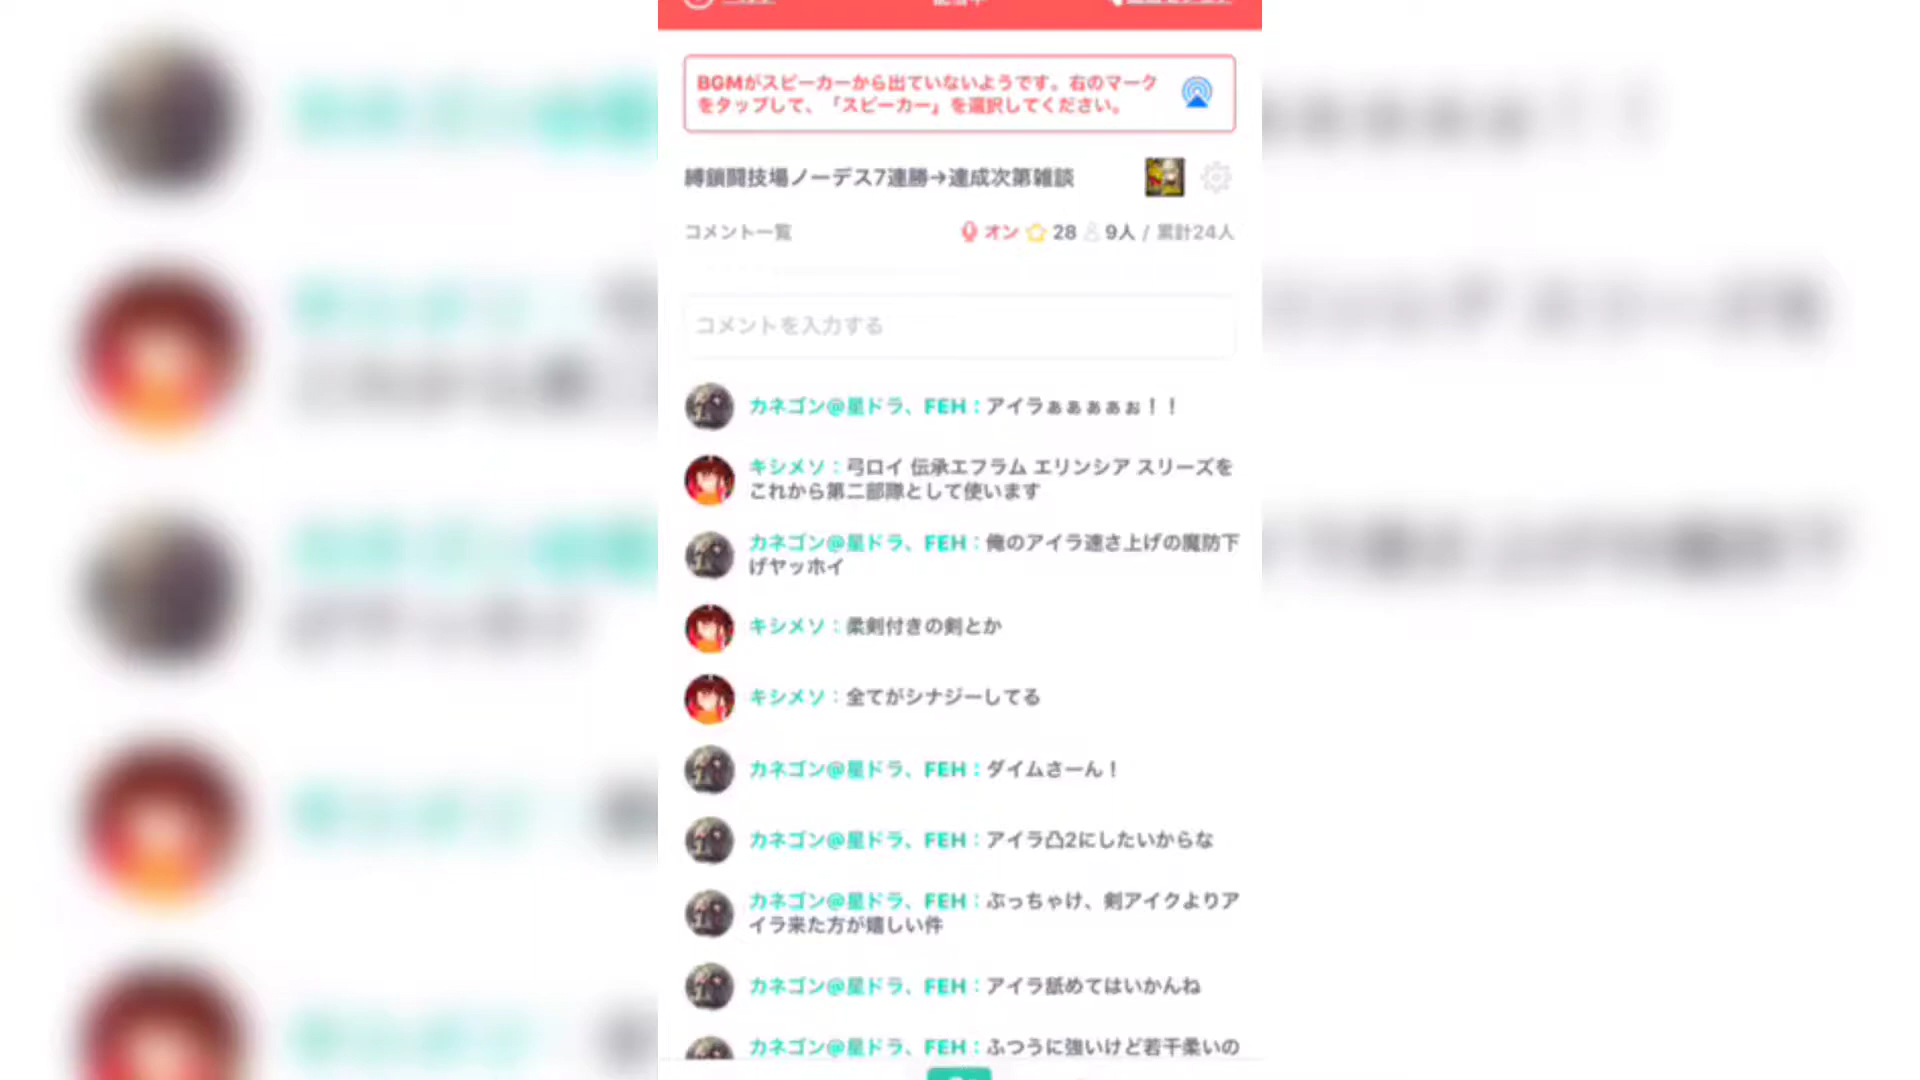 BGMがスピーカーから出ていないようです。右のマーク
をタップして、「スピーカー」を選択してください。
縛鎖闘技場ノーデス7連勝→達成次第雑談
コメント一覧 オン 28 9人 / 累計24人
コメントを入力する
カネゴン@星ドラ、FEH：アイラぁぁぁぁぉ！！
キシメソ：弓ロイ 伝承エフラム エリンシア スリーズを
これから第二部隊として使います
カネゴン@星ドラ、FEH：俺のアイラ速さ上げの魔防下
げヤッホイ
キシメソ：柔剣付きの剣とか
キシメソ：全てがシナジーしてる
カネゴン@星ドラ、FEH：ダイムさーん！
カネゴン@星ドラ、FEH：アイラ凸2にしたいからな
カネゴン@星ドラ、FEH：ぶっちゃけ、剣アイクよりア
イラ来た方が嬉しい件
カネゴン@星ドラ、FEH：アイラ舐めてはいかんね
カネゴン@星ドラ、FEH：ふつうに強いけど若干柔いの